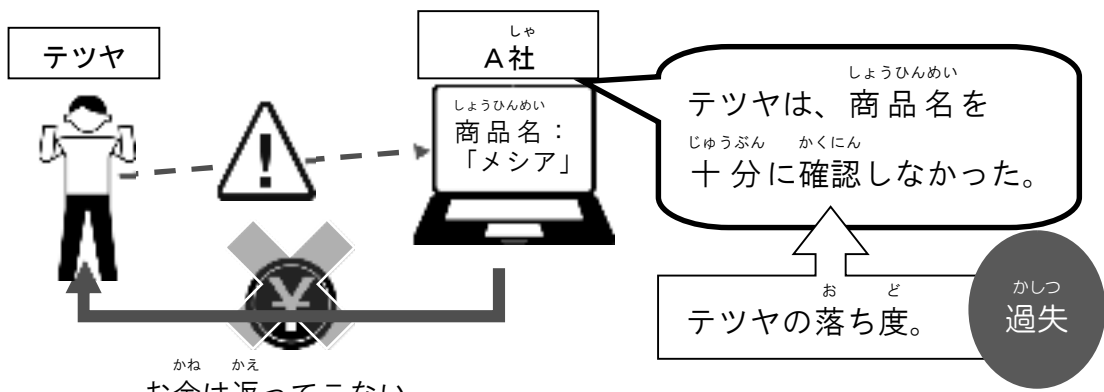 テツヤ
しゃ
A社
しょうひんめい
商品名：
「メシア」
しょうひんめい
テツヤは、商品名を
じゅうぶん かくにん
十分に確認しなかった。
お ど
テツヤの落ち度。
かしつ
過失
¥
かね かえ
お金は返ってこない